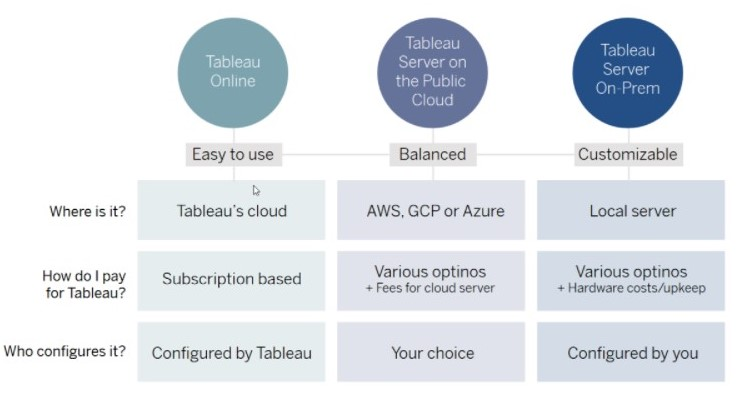 Tableau
Online
Tableau
Server on
the Public
Cloud
Tableau
Server
On-Prem
Easy to use
Balanced
Customizable
Where is it?
Tableau's cloud
AWS, GCP or Azure
Local server
How do I pay
for Tableau?
Subscription based
Various optinos
+ Fees for cloud server
Various optinos
+ Hardware costs/upkeep
Who configures it?
Configured by Tableau
Your choice
Configured by you